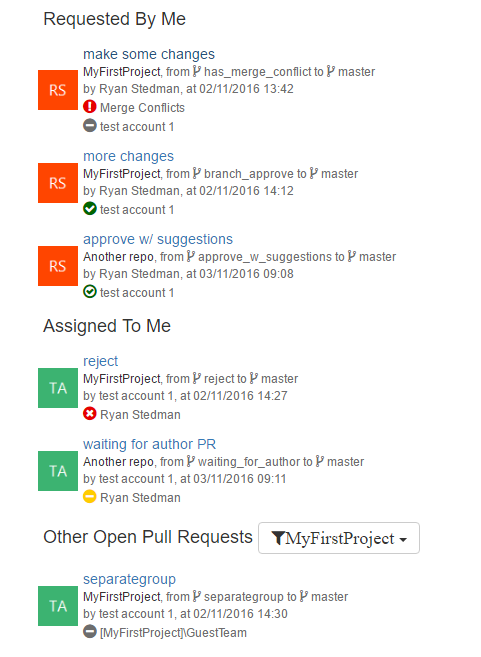 Requested By Me
make some changes
RS
MyFirstProject, from has_merge_conflict to master
by Ryan Stedman, at 02/11/2016 13:42
Merge Conflicts
test account 1
more changes
RS
MyFirstProject, from branch_approve to master
by Ryan Stedman, at 02/11/2016 14:12
test account 1
approve w/ suggestions
RS
Another repo, from approve_w_suggestions to master
by Ryan Stedman, at 03/11/2016 09:08
test account 1
Assigned To Me
reject
TA
MyFirstProject, from reject to master
by test account 1, at 02/11/2016 14:27
Ryan Stedman
waiting for author PR
TA
Another repo, from waiting_for_author to master
by test account 1, at 03/11/2016 09:11
Ryan Stedman
Other Open Pull Requests MyFirstProject
separategroup
TA
MyFirstProject, from separategroup to master
by test account 1, at 02/11/2016 14:30
[MyFirstProject]\GuestTeam